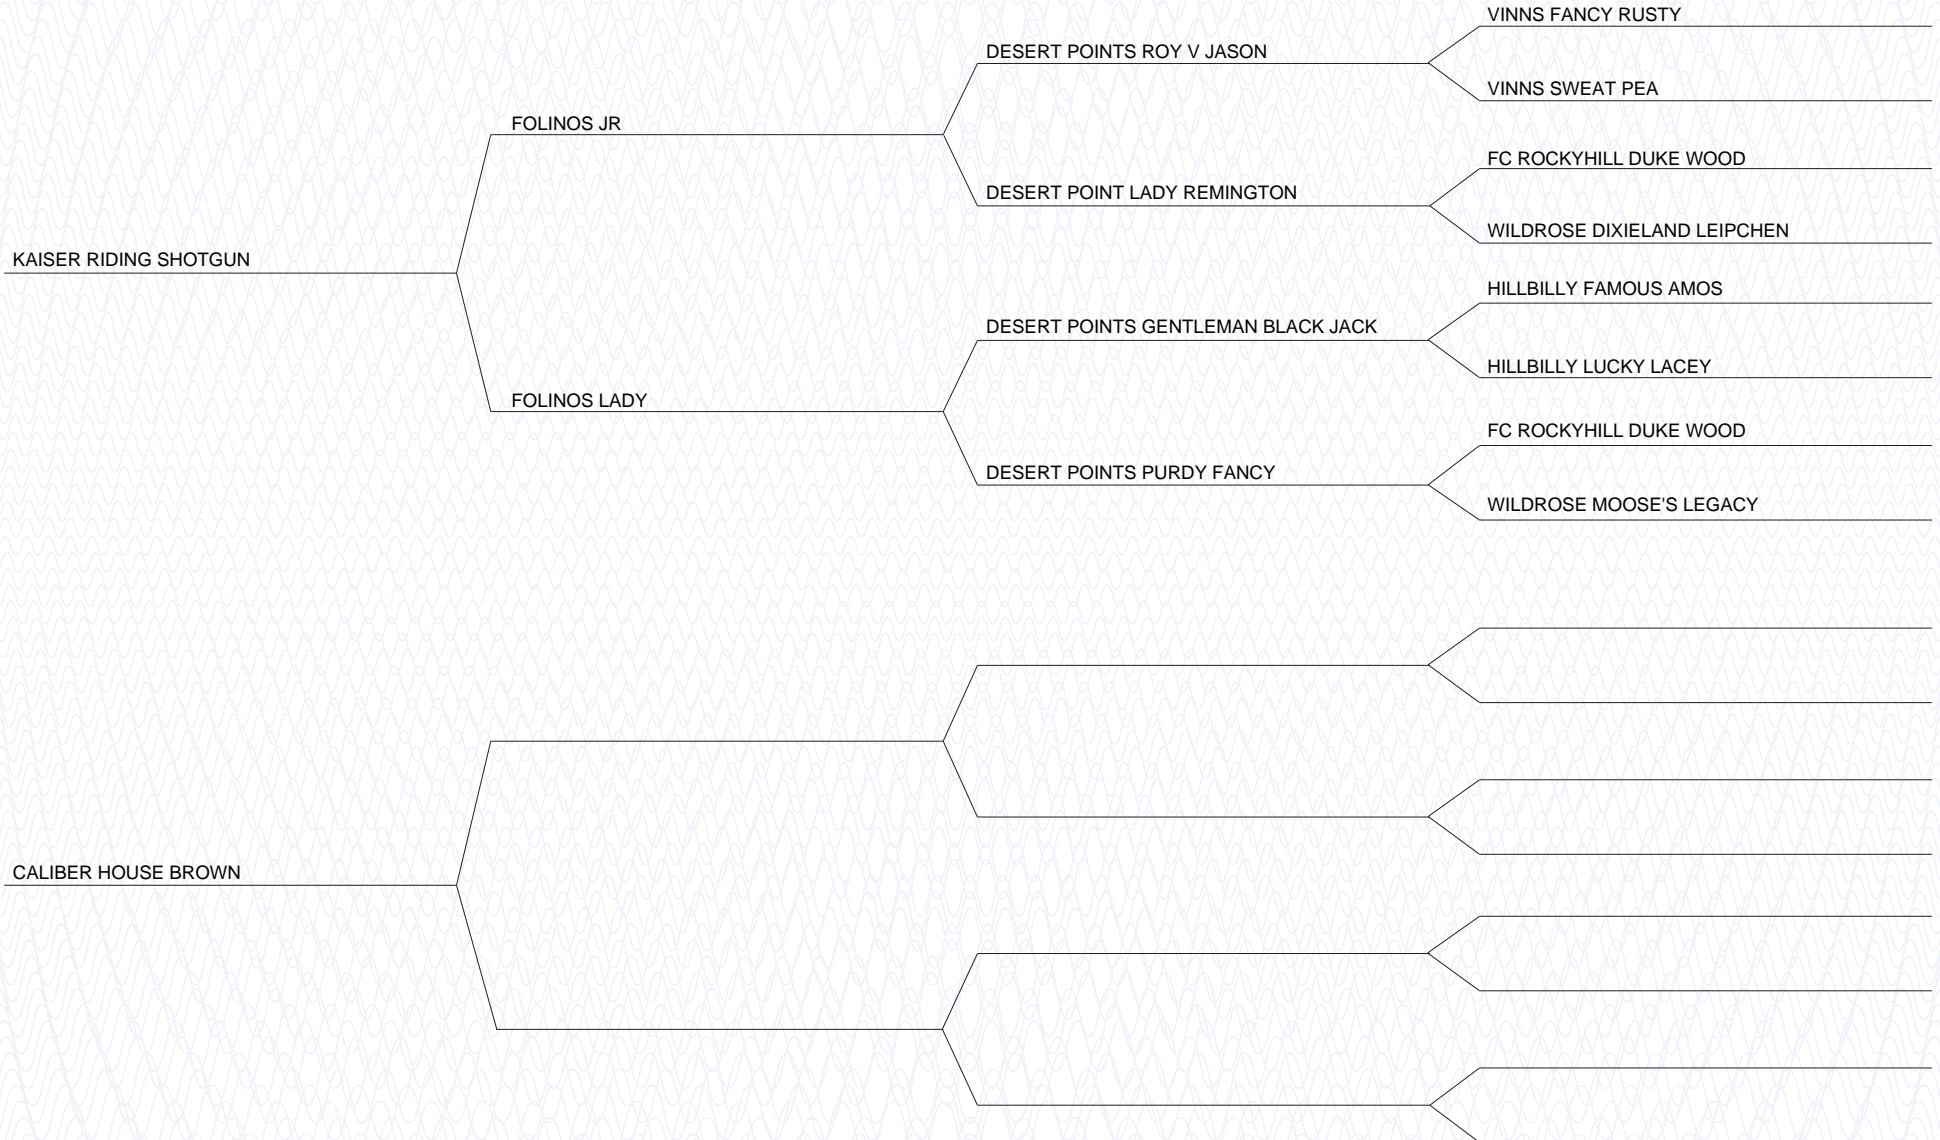 VINNS FANCY RUSTY
DESERT POINTS ROY V JASON
VINNS SWEAT PEA
FOLINOS JR
FC ROCKYHILL DUKE WOOD
DESERT POINT LADY REMINGTON
WILDROSE DIXIELAND LEIPCHEN
KAISER RIDING SHOTGUN
HILLBILLY FAMOUS AMOS
DESERT POINTS GENTLEMAN BLACK JACK
HILLBILLY LUCKY LACEY
FOLINOS LADY
FC ROCKYHILL DUKE WOOD
DESERT POINTS PURDY FANCY
WILDROSE MOOSE'S LEGACY
CALIBER HOUSE BROWN